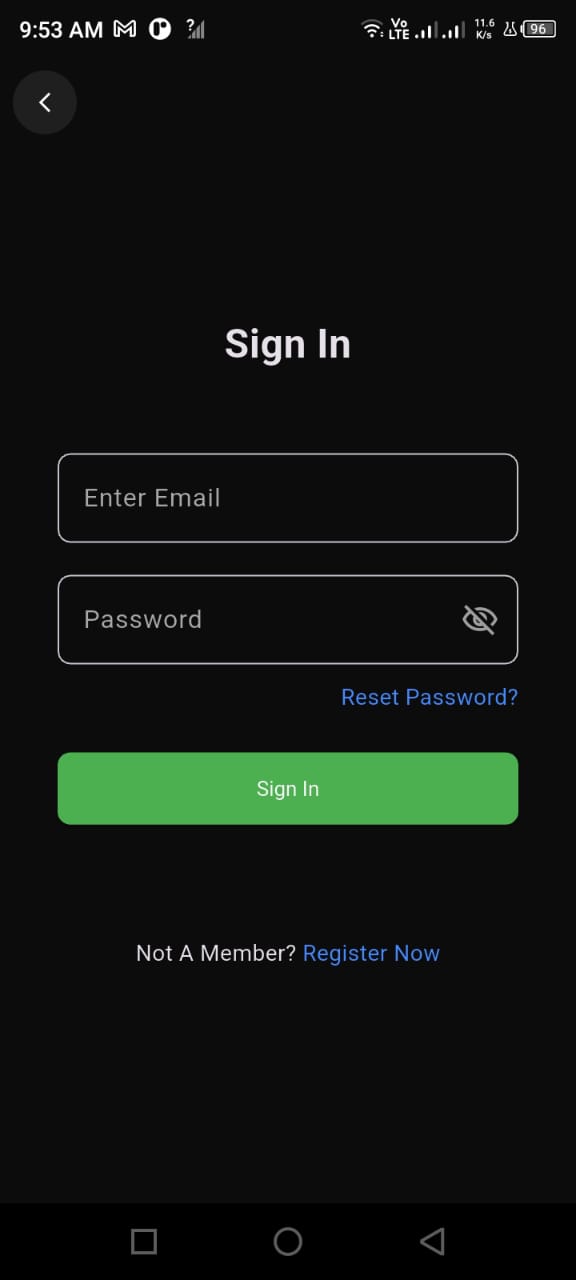 9:53 AM ? Vo LTE 11.6 K/s 96
Sign In
Enter Email
Password
Reset Password?
Sign In
Not A Member? Register Now